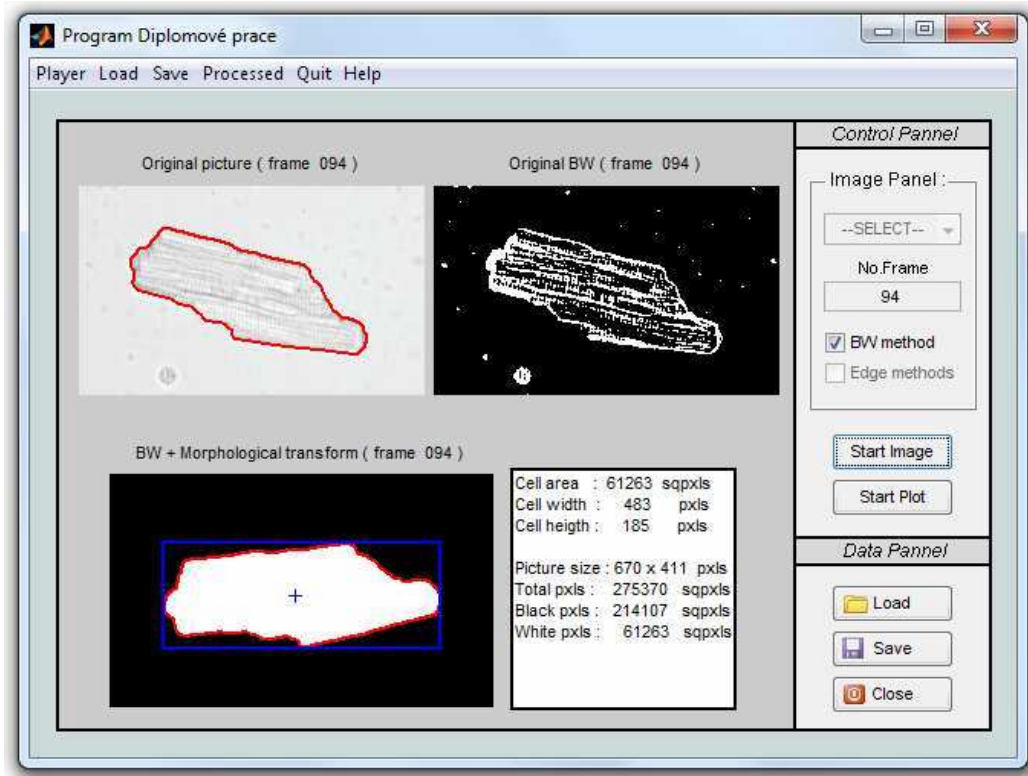 Program Diplomové prace
Player Load Save Processed Quit Help
Original picture ( frame 094 )
Original BW ( frame 094 )
BW + Morphological transform ( frame 094 )
Cell area : 61263 sqpxls
Cell width : 483 pxls
Cell heigth : 185 pxls
Picture size : 670 x 411 pxls
Total pxls : 275370 sqpxls
Black pxls : 214107 sqpxls
White pxls : 61263 sqpxls
Control Pannel
Image Panel :
--SELECT--
No.Frame
94
BW method
Edge methods
Start Image
Start Plot
Data Pannel
Load
Save
Close